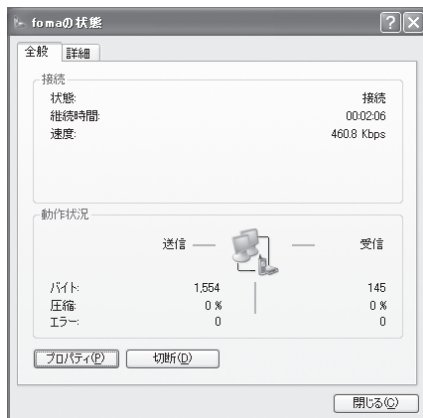 fomaの状態
全般 詳細
接続
状態: 接続
継続時間: 00:02:06
速度: 460.8 Kbps
動作状況
送信 受信
バイト: 1,554 145
圧縮: 0 % 0 %
エラー: 0 0
プロパティ(P) 切断(D)
閉じる(C)